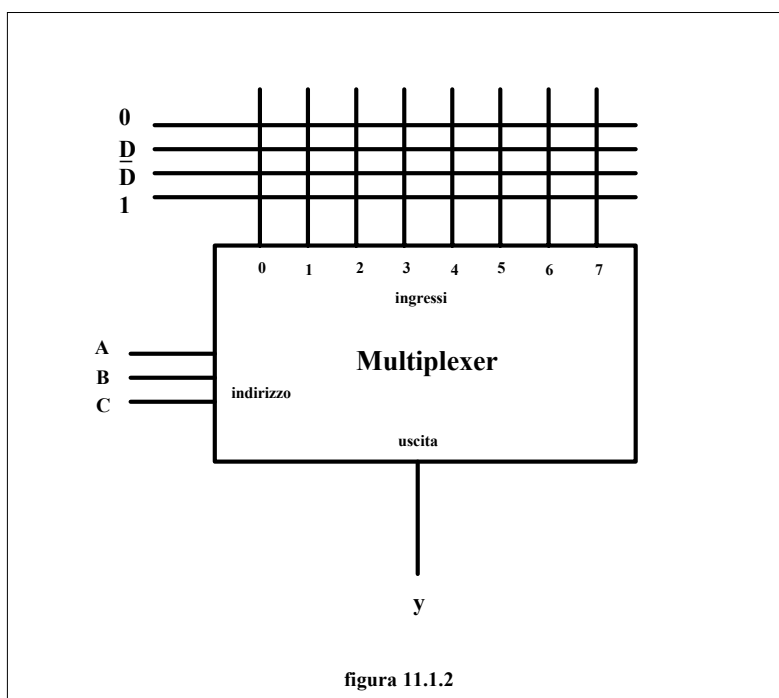 0
D
D̅
1
0 1 2 3 4 5 6 7
ingressi
A
Multiplexer
B
indirizzo
C
uscita
y
figura 11.1.2